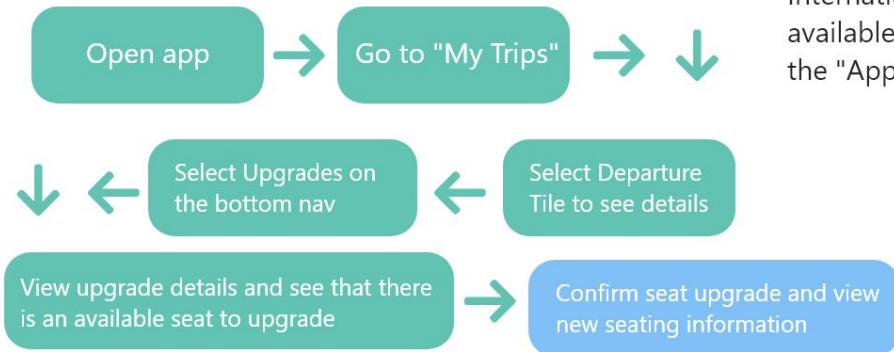 available
the "App
Open app
Go to "My Trips"
Select Departure
Tile to see details
Select Upgrades on
the bottom nav
View upgrade details and see that there
is an available seat to upgrade
Confirm seat upgrade and view
new seating information